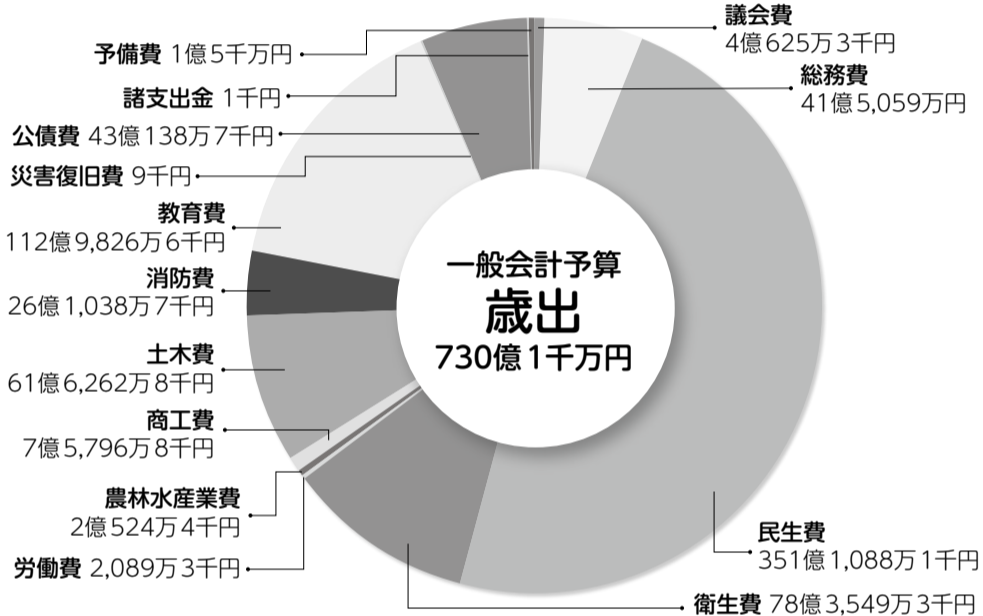 議会費
4億625万3千円
総務費
41億5,059万円
民生費
351億1,088万1千円
衛生費 78億3,549万3千円
労働費 2,089万3千円
農林水産業費
2億524万4千円
商工費
7億5,796万8千円
土木費
61億6,262万8千円
消防費
26億1,038万7千円
教育費
112億9,826万6千円
災害復旧費 9千円
公債費 43億138万7千円
諸支出金 1千円
予備費 1億5千万円
一般会計予算
歳出
730億1千万円